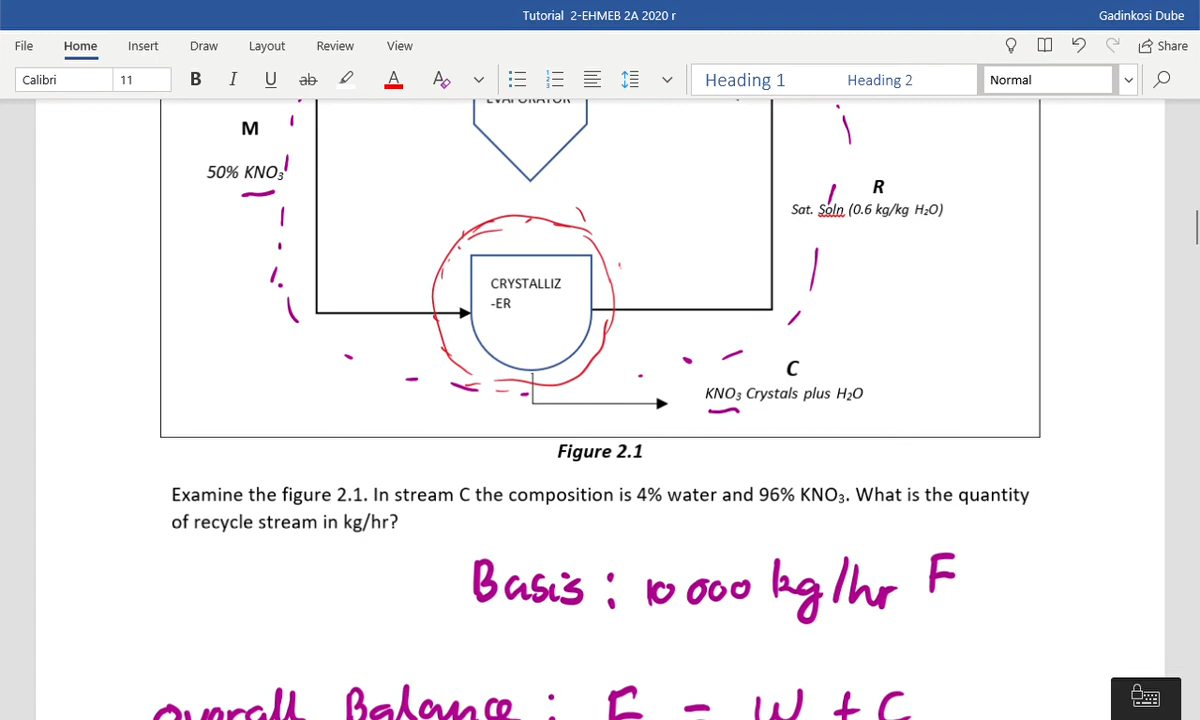 Tutorial 2-EHMEB 2A 2020 r
Gadinkosi Dube
File Home Insert Draw Layout Review View
Share
Calibri 11 B I U ab A A Heading 1 Heading 2 Normal
EVAPORATOR
M
50% KNO₃
R
Sat. Soln (0.6 kg/kg H₂O)
CRYSTALLIZ
-ER
C
KNO₃ Crystals plus H₂O
Figure 2.1
Examine the figure 2.1. In stream C the composition is 4% water and 96% KNO₃. What is the quantity
of recycle stream in kg/hr?
Basis : 10 000 kg/hr F
Overall Balance : F = W + C